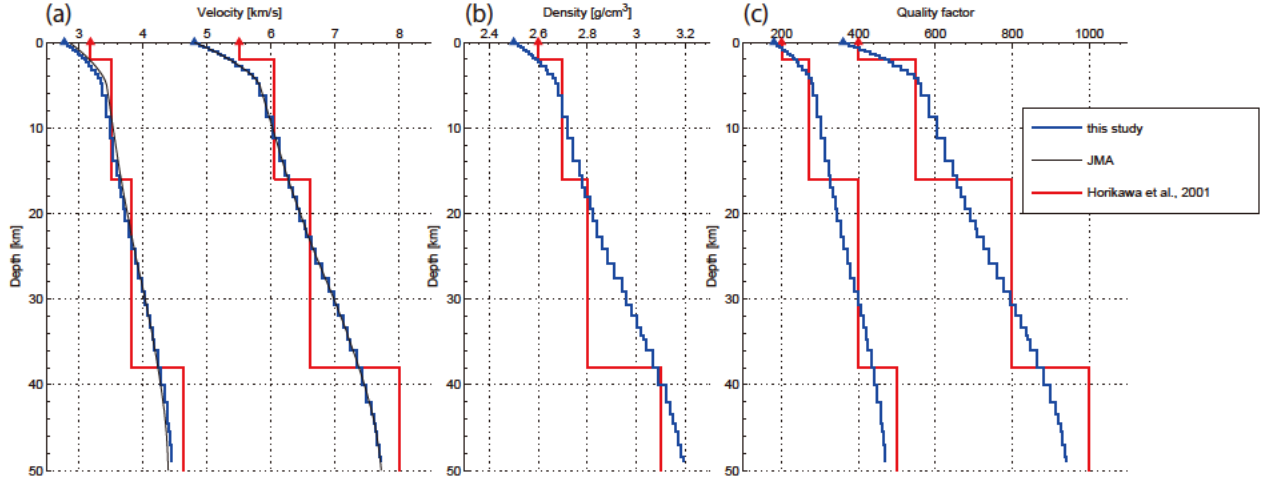 (a)
Velocity [km/s]
3 4 5 6 7 8
0
10
20
30
40
50
Depth [km]
(b)
Density [g/cm³]
2.4 2.6 2.8 3 3.2
0
10
20
30
40
50
Depth [km]
(c)
Quality factor
200 400 600 800 1000
0
10
20
30
40
50
Depth [km]
this study
JMA
Horikawa et al., 2001